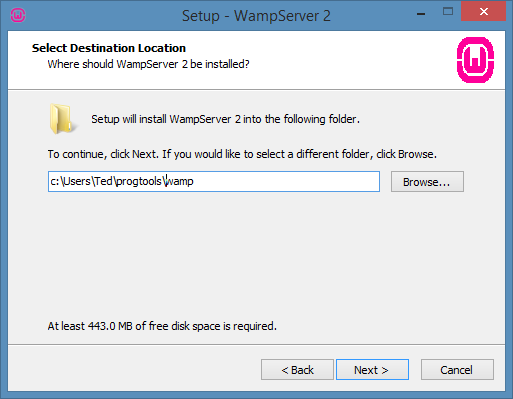 Setup - WampServer 2
Select Destination Location
Where should WampServer 2 be installed?
Setup will install WampServer 2 into the following folder.
To continue, click Next. If you would like to select a different folder, click Browse.
c:\Users\Ted\progtools\wamp
Browse...
At least 443.0 MB of free disk space is required.
< Back
Next >
Cancel